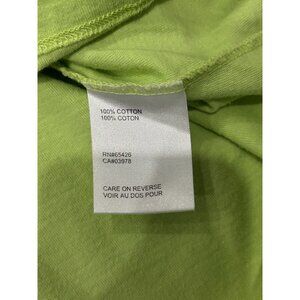 100% COTTON
100% COTON
RN#65426
CA#03978
CARE ON REVERSE
VOIR AU DOS POUR